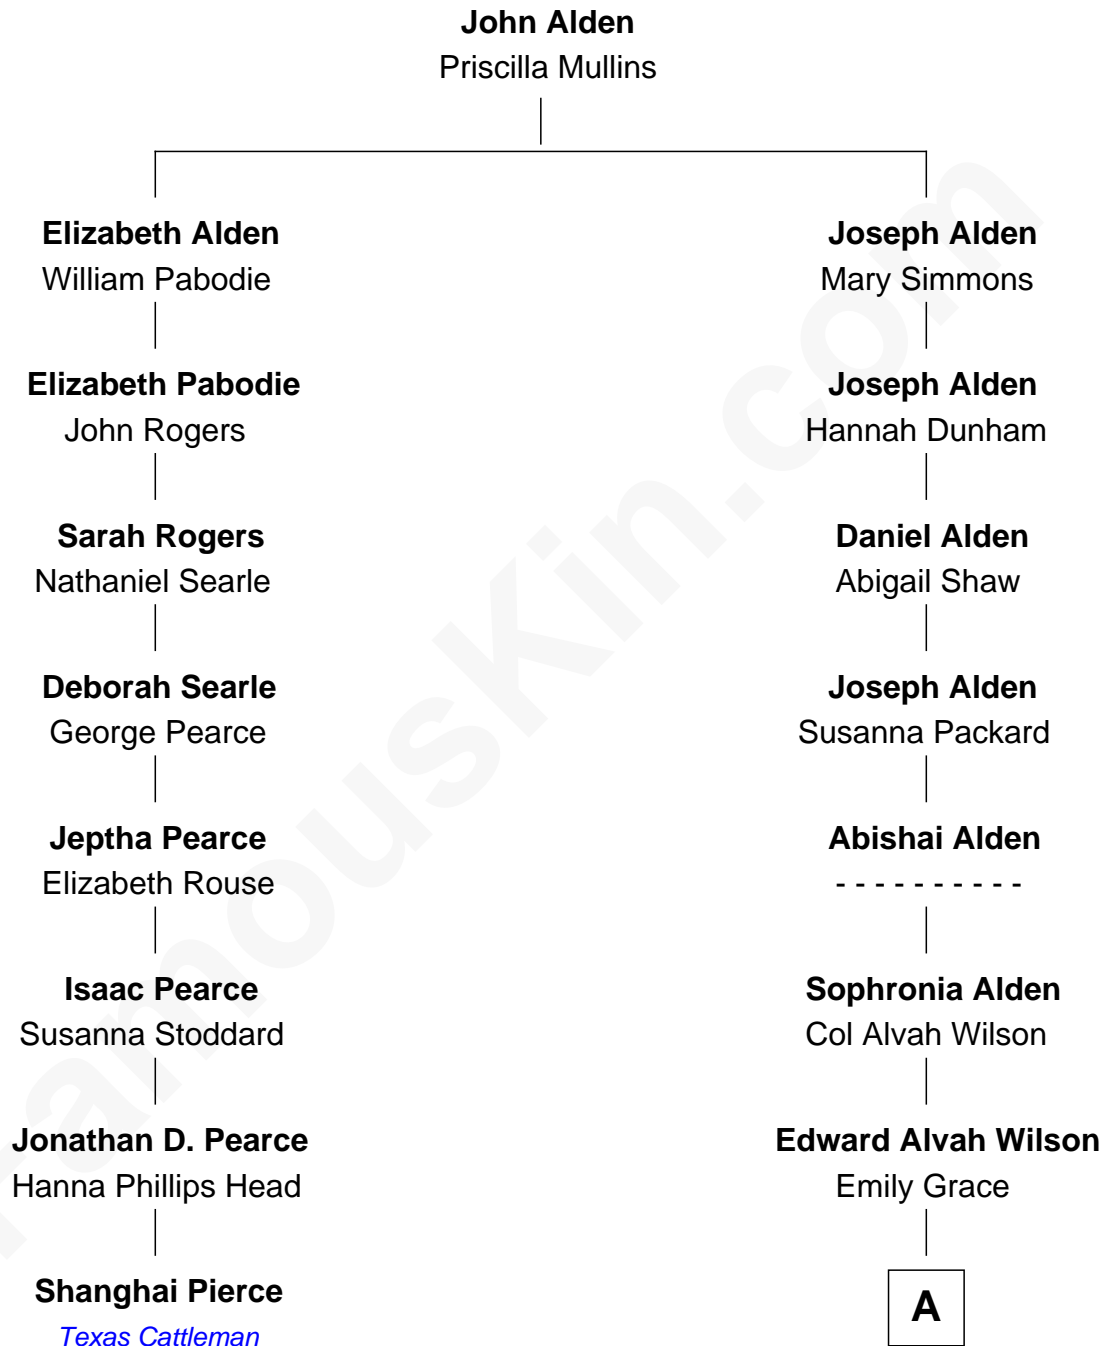 John Alden
Priscilla Mullins
Elizabeth Alden
William Pabodie
Joseph Alden
Mary Simmons
Elizabeth Pabodie
John Rogers
Joseph Alden
Hannah Dunham
Sarah Rogers
Nathaniel Searle
Daniel Alden
Abigail Shaw
Deborah Searle
George Pearce
Joseph Alden
Susanna Packard
Jeptha Pearce
Elizabeth Rouse
Abishai Alden
- - - - - - - - - -
Isaac Pearce
Susanna Stoddard
Sophronia Alden
Col Alvah Wilson
Jonathan D. Pearce
Hanna Phillips Head
Edward Alvah Wilson
Emily Grace
Shanghai Pierce
Texas Cattleman
A
FamousKin.com